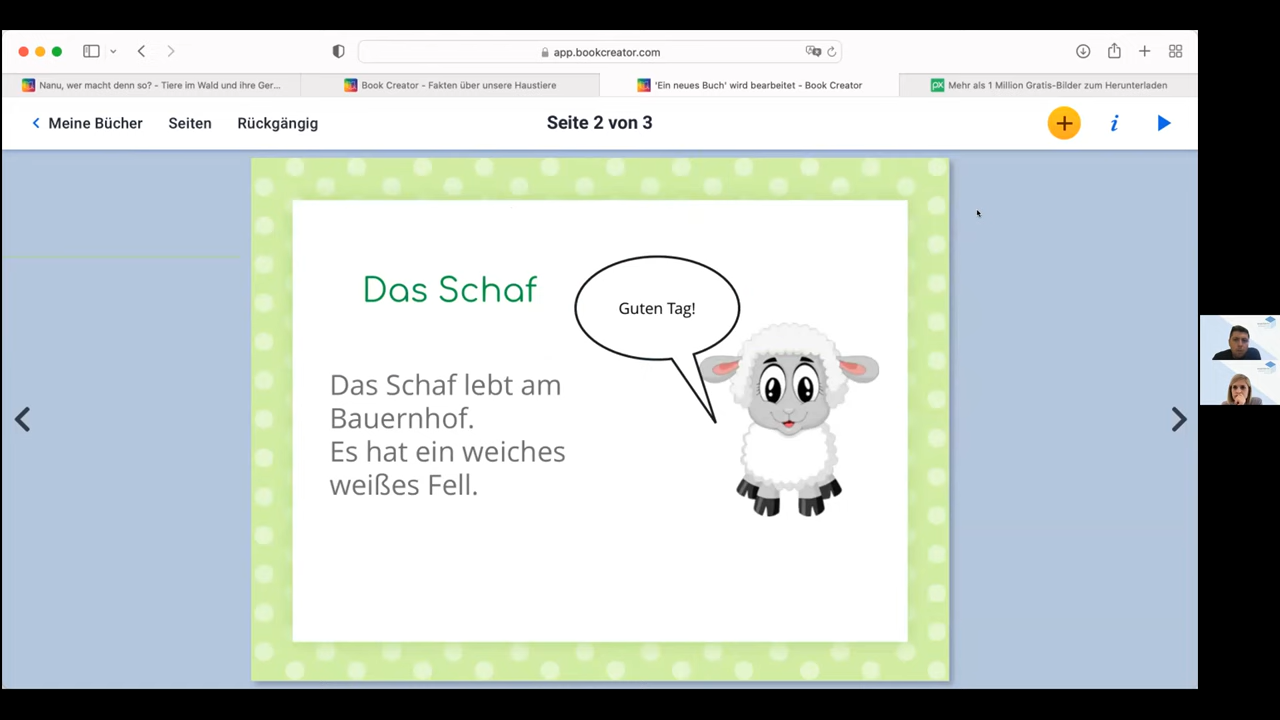 app.bookcreator.com
Nanu, wer macht denn so? - Tiere im Wald und ihre Ger...
Book Creator - Fakten über unsere Haustiere
'Ein neues Buch' wird bearbeitet - Book Creator
Mehr als 1 Million Gratis-Bilder zum Herunterladen
Meine Bücher
Seiten
Rückgängig
Seite 2 von 3
Das Schaf
Guten Tag!
Das Schaf lebt am
Bauernhof.
Es hat ein weiches
weißes Fell.